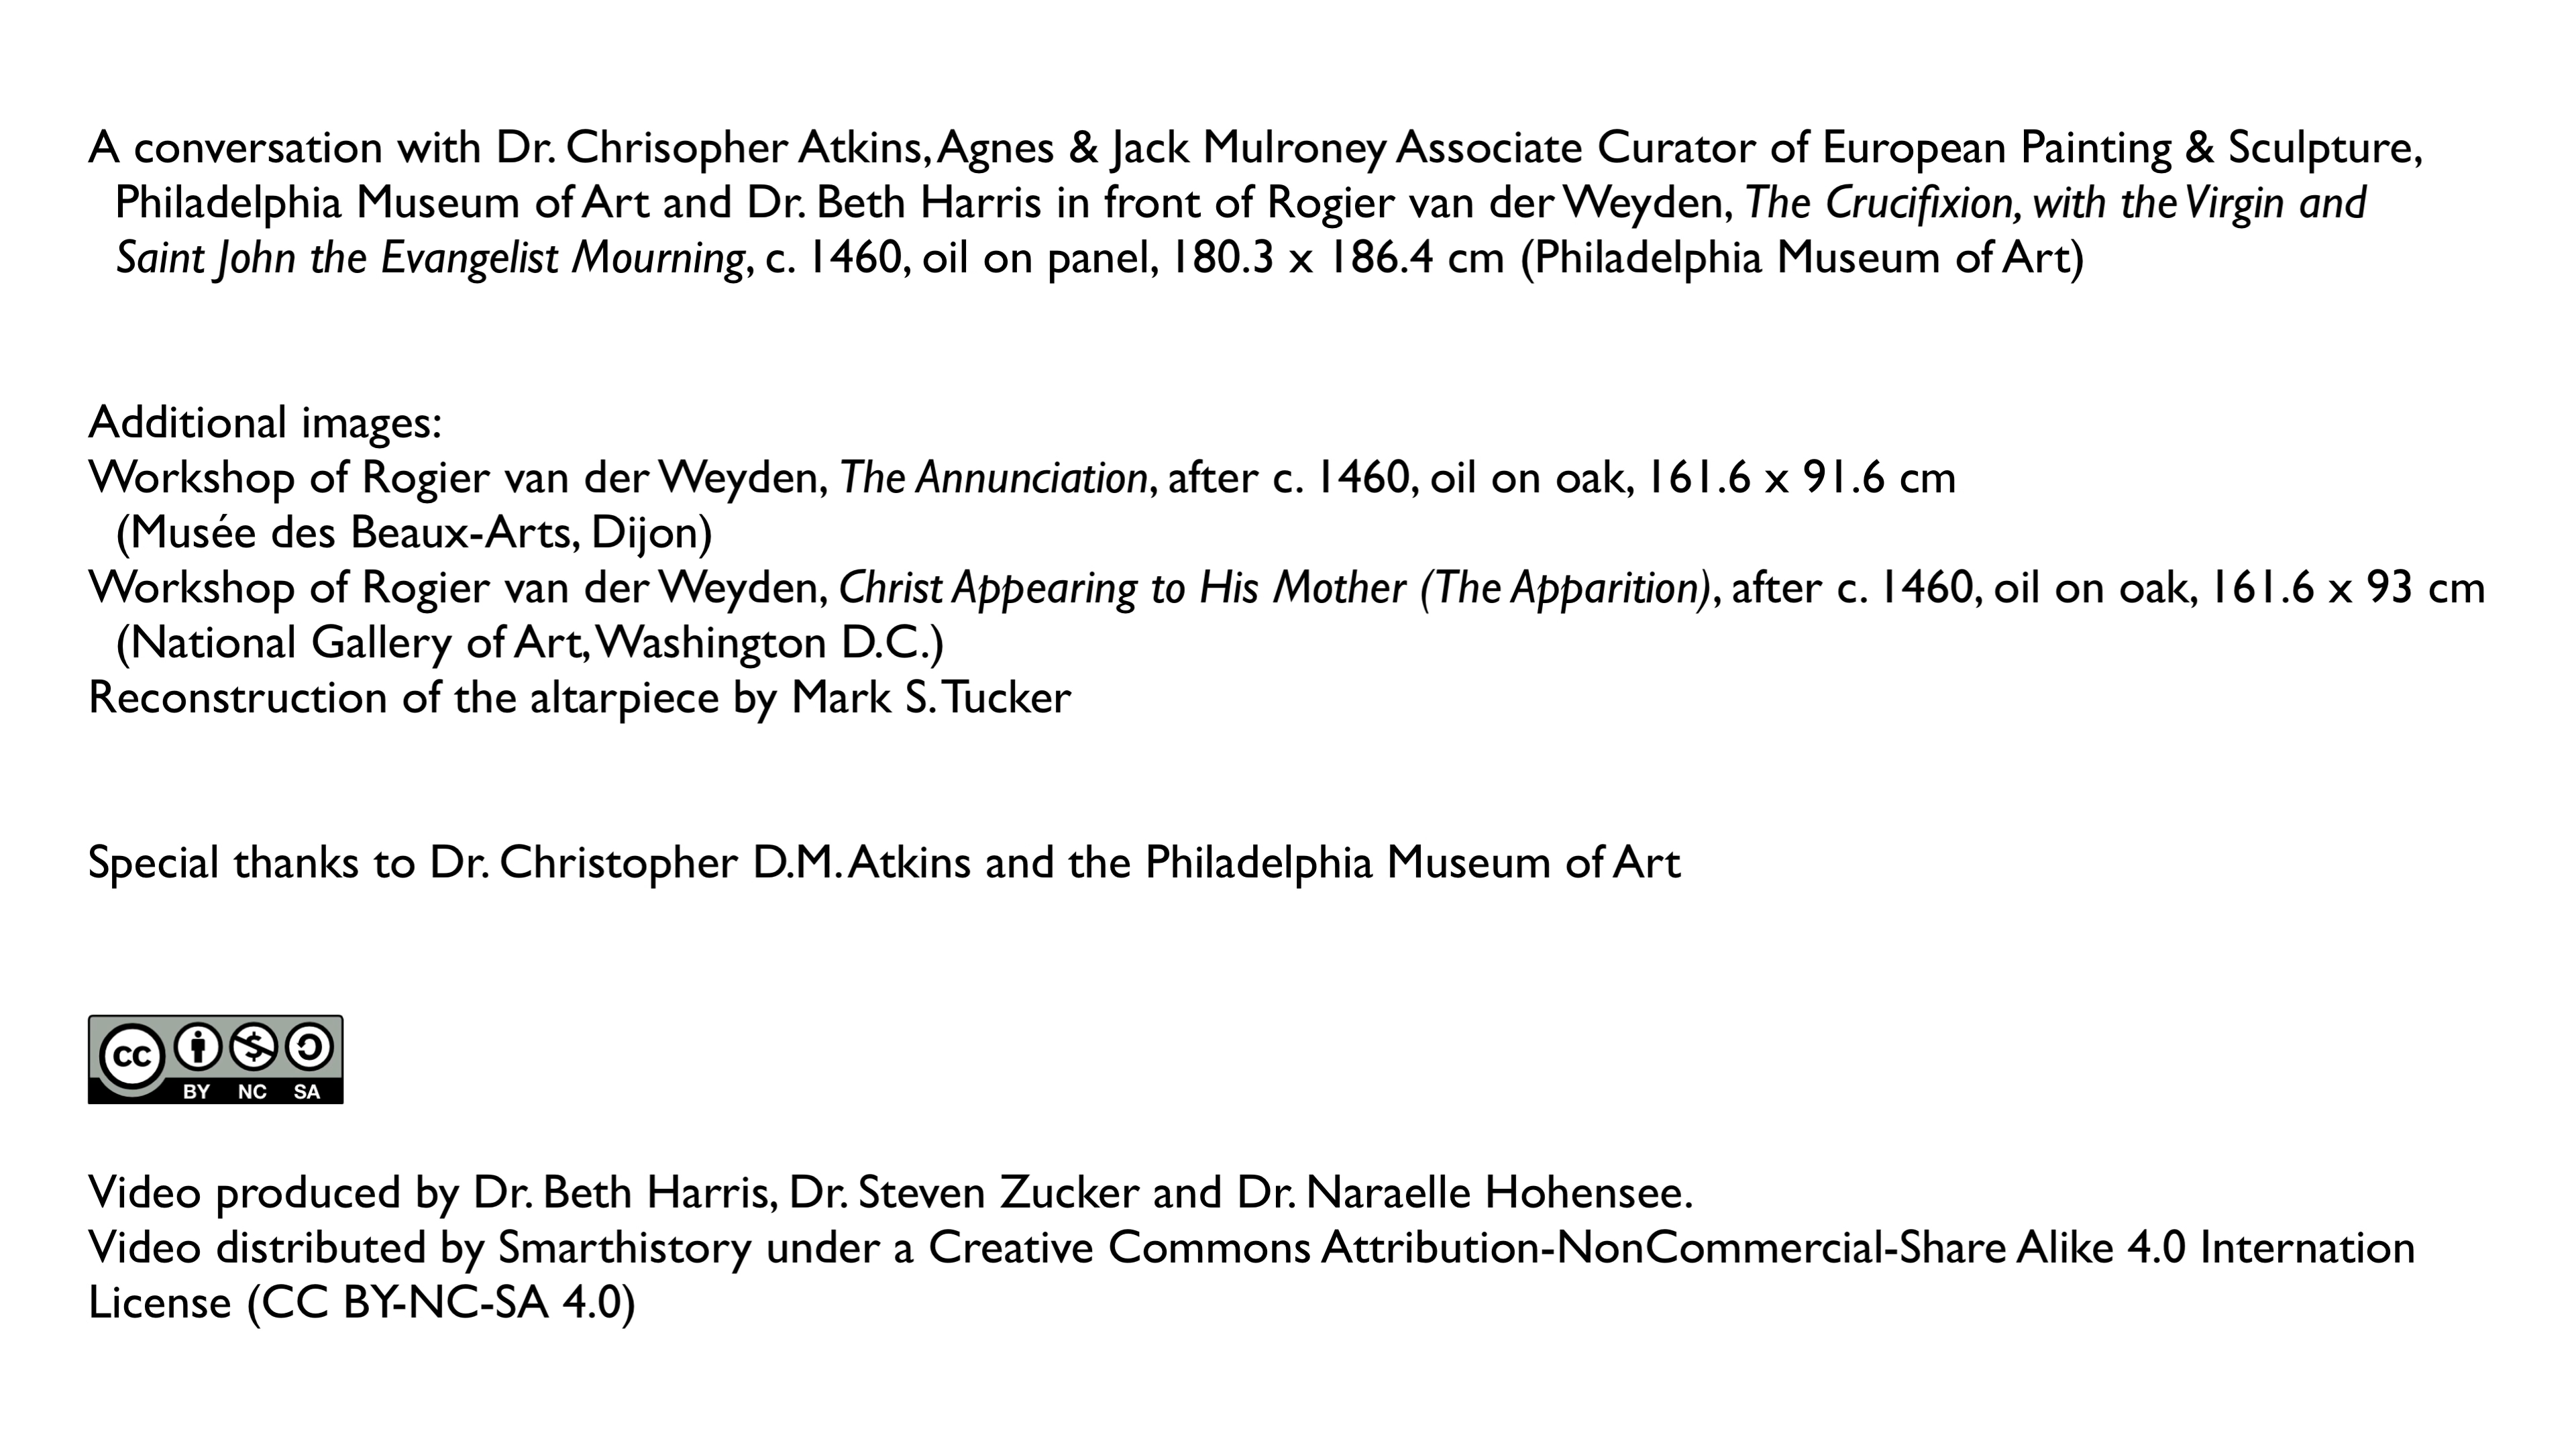 A conversation with Dr. Chrisopher Atkins, Agnes & Jack Mulroney Associate Curator of European Painting & Sculpture,
Philadelphia Museum of Art and Dr. Beth Harris in front of Rogier van der Weyden, The Crucifixion, with the Virgin and
Saint John the Evangelist Mourning, c. 1460, oil on panel, 180.3 x 186.4 cm (Philadelphia Museum of Art)
Additional images:
Workshop of Rogier van der Weyden, The Annunciation, after c. 1460, oil on oak, 161.6 x 91.6 cm
(Musée des Beaux-Arts, Dijon)
Workshop of Rogier van der Weyden, Christ Appearing to His Mother (The Apparition), after c. 1460, oil on oak, 161.6 x 93 cm
(National Gallery of Art, Washington D.C.)
Reconstruction of the altarpiece by Mark S. Tucker
Special thanks to Dr. Christopher D.M. Atkins and the Philadelphia Museum of Art
cc
BY NC SA
Video produced by Dr. Beth Harris, Dr. Steven Zucker and Dr. Naraelle Hohensee.
Video distributed by Smarthistory under a Creative Commons Attribution-NonCommercial-Share Alike 4.0 Internation
License (CC BY-NC-SA 4.0)